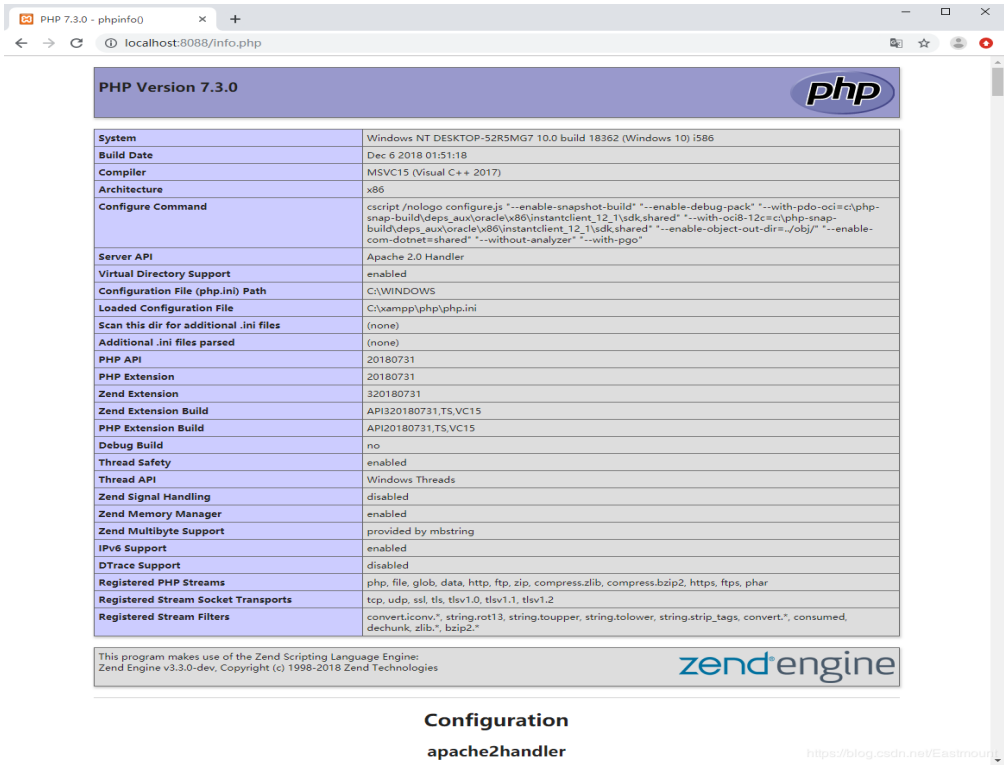 PHP 7.3.0 - phpinfo()
localhost:8088/info.php
PHP Version 7.3.0
php
System Windows NT DESKTOP-52R5MG7 10.0 build 18362 (Windows 10) i586
Build Date Dec 6 2018 01:51:18
Compiler MSVC15 (Visual C++ 2017)
Architecture x86
Configure Command cscript /nologo configure.js "--enable-snapshot-build" "--enable-debug-pack" "--with-pdo-oci=c:\php-
snap-build\deps_aux\oracle\x86\instantclient_12_1\sdk,shared" "--with-oci8-12c=c:\php-snap-
build\deps_aux\oracle\x86\instantclient_12_1\sdk,shared" "--enable-object-out-dir=../obj/" "--enable-
com-dotnet=shared" "--without-analyzer" "--with-pgo"
Server API Apache 2.0 Handler
Virtual Directory Support enabled
Configuration File (php.ini) Path C:\WINDOWS
Loaded Configuration File C:\xampp\php\php.ini
Scan this dir for additional .ini files (none)
Additional .ini files parsed (none)
PHP API 20180731
PHP Extension 20180731
Zend Extension 320180731
Zend Extension Build API320180731,TS,VC15
PHP Extension Build API20180731,TS,VC15
Debug Build no
Thread Safety enabled
Thread API Windows Threads
Zend Signal Handling disabled
Zend Memory Manager enabled
Zend Multibyte Support provided by mbstring
IPv6 Support enabled
DTrace Support disabled
Registered PHP Streams php, file, glob, data, http, ftp, zip, compress.zlib, compress.bzip2, https, ftps, phar
Registered Stream Socket Transports tcp, udp, ssl, tls, tlsv1.0, tlsv1.1, tlsv1.2
Registered Stream Filters convert.iconv.*, string.rot13, string.toupper, string.tolower, string.strip_tags, convert.*, consumed,
dechunk, zlib.*, bzip2.*
This program makes use of the Zend Scripting Language Engine:
Zend Engine v3.3.0-dev, Copyright (c) 1998-2018 Zend Technologies
zend engine
Configuration
apache2handler
https://blog.csdn.net/Eastmount